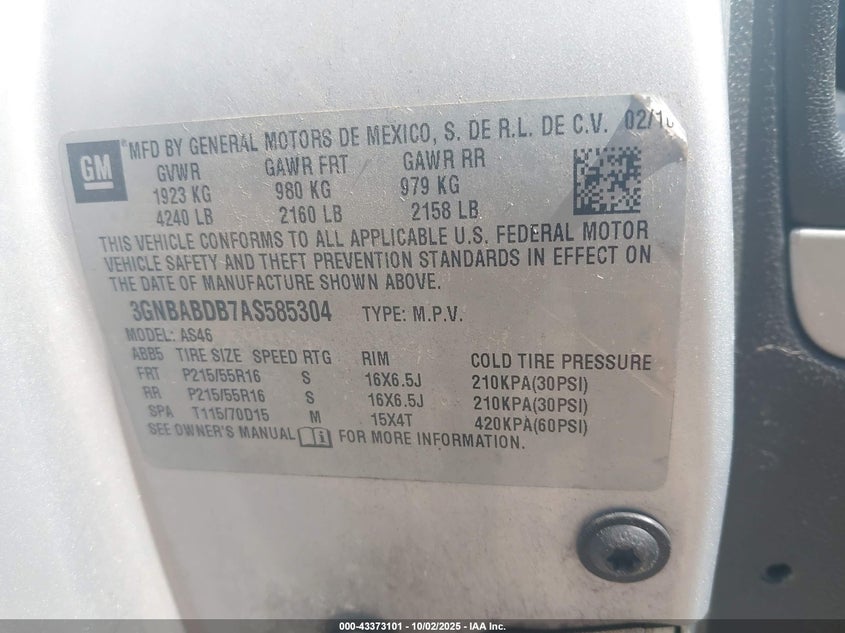 GM
® MFD BY GENERAL MOTORS DE MEXICO, S. DE R.L. DE C.V. 02/10
GVWR GAWR FRT GAWR RR
1923 KG 980 KG 979 KG
4240 LB 2160 LB 2158 LB
THIS VEHICLE CONFORMS TO ALL APPLICABLE U.S. FEDERAL MOTOR
VEHICLE SAFETY AND THEFT PREVENTION STANDARDS IN EFFECT ON
THE DATE OF MANUFACTURE SHOWN ABOVE.
3GNBABDB7AS585304 TYPE: M.P.V.
MODEL: AS46
ABB5 TIRE SIZE SPEED RTG RIM COLD TIRE PRESSURE
FRT P215/55R16 S 16X6.5J 210KPA(30PSI)
RR P215/55R16 S 16X6.5J 210KPA(30PSI)
SPA T115/70D15 M 15X4T 420KPA(60PSI)
SEE OWNER'S MANUAL FOR MORE INFORMATION.
000-43373101 - 10/02/2025 - IAA Inc.